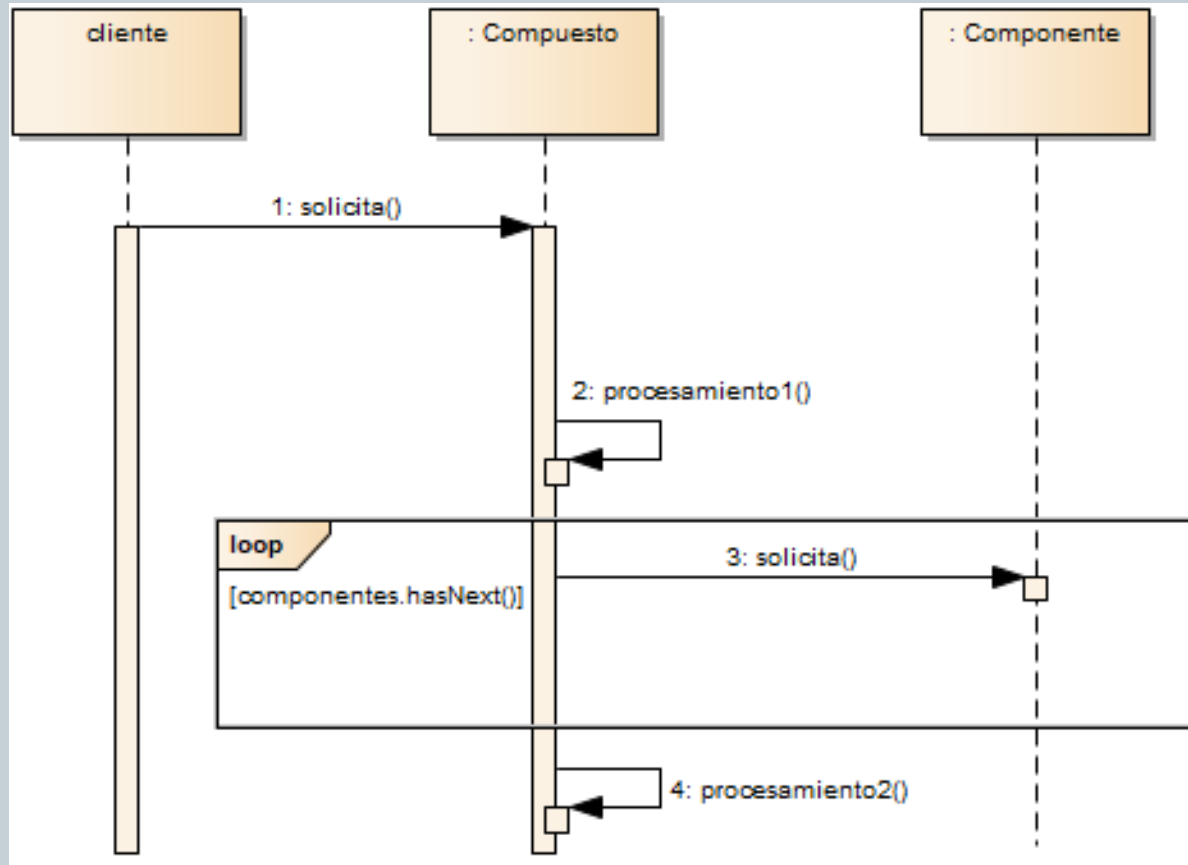 cliente
: Compuesto
: Componente
1: solicita()
2: procesamiento1()
loop
3: solicita()
[componentes.hasNext()]
4: procesamiento2()